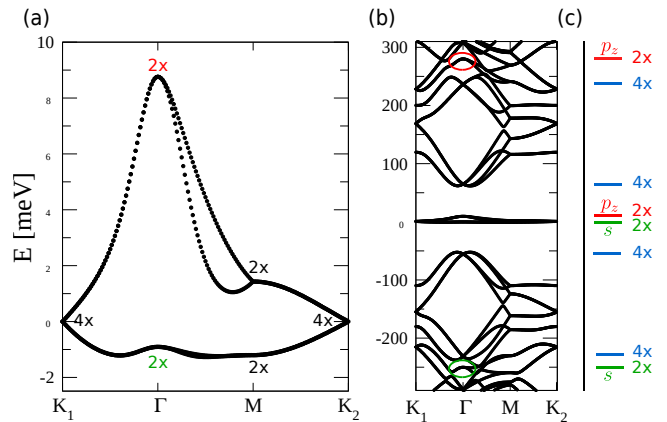 (a)
(b)
(c)
E [meV]
10
8
6
4
2
0
-2
2x
2x
4x
4x
2x
2x
K1
Γ
M
K2
300
200
100
0
-100
-200
K1
Γ
M
K2
pz 2x
4x
4x
pz 2x
s 2x
4x
4x
s 2x